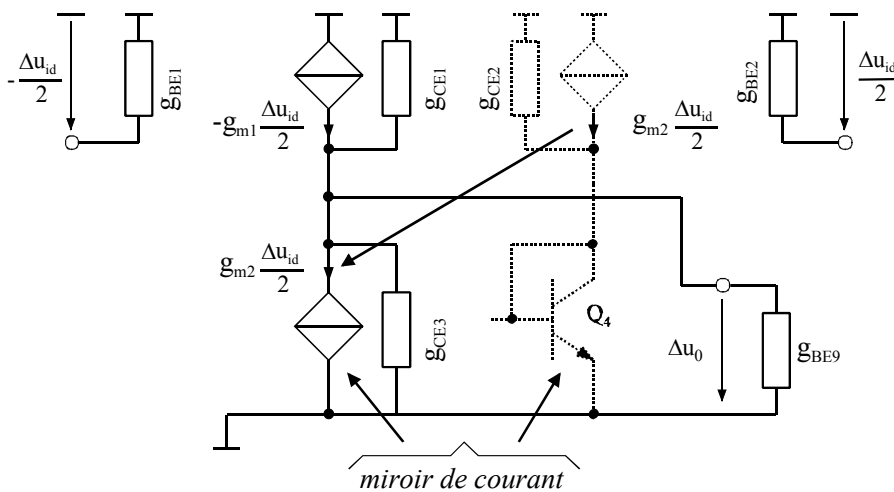 -Δu_id/2
g_BE1
-g_m1 Δu_id/2
g_CE1
g_CE2
g_m2 Δu_id/2
g_BE2
Δu_id/2
g_m2 Δu_id/2
g_CE3
Q_4
Δu_0
g_BE9
miroir de courant